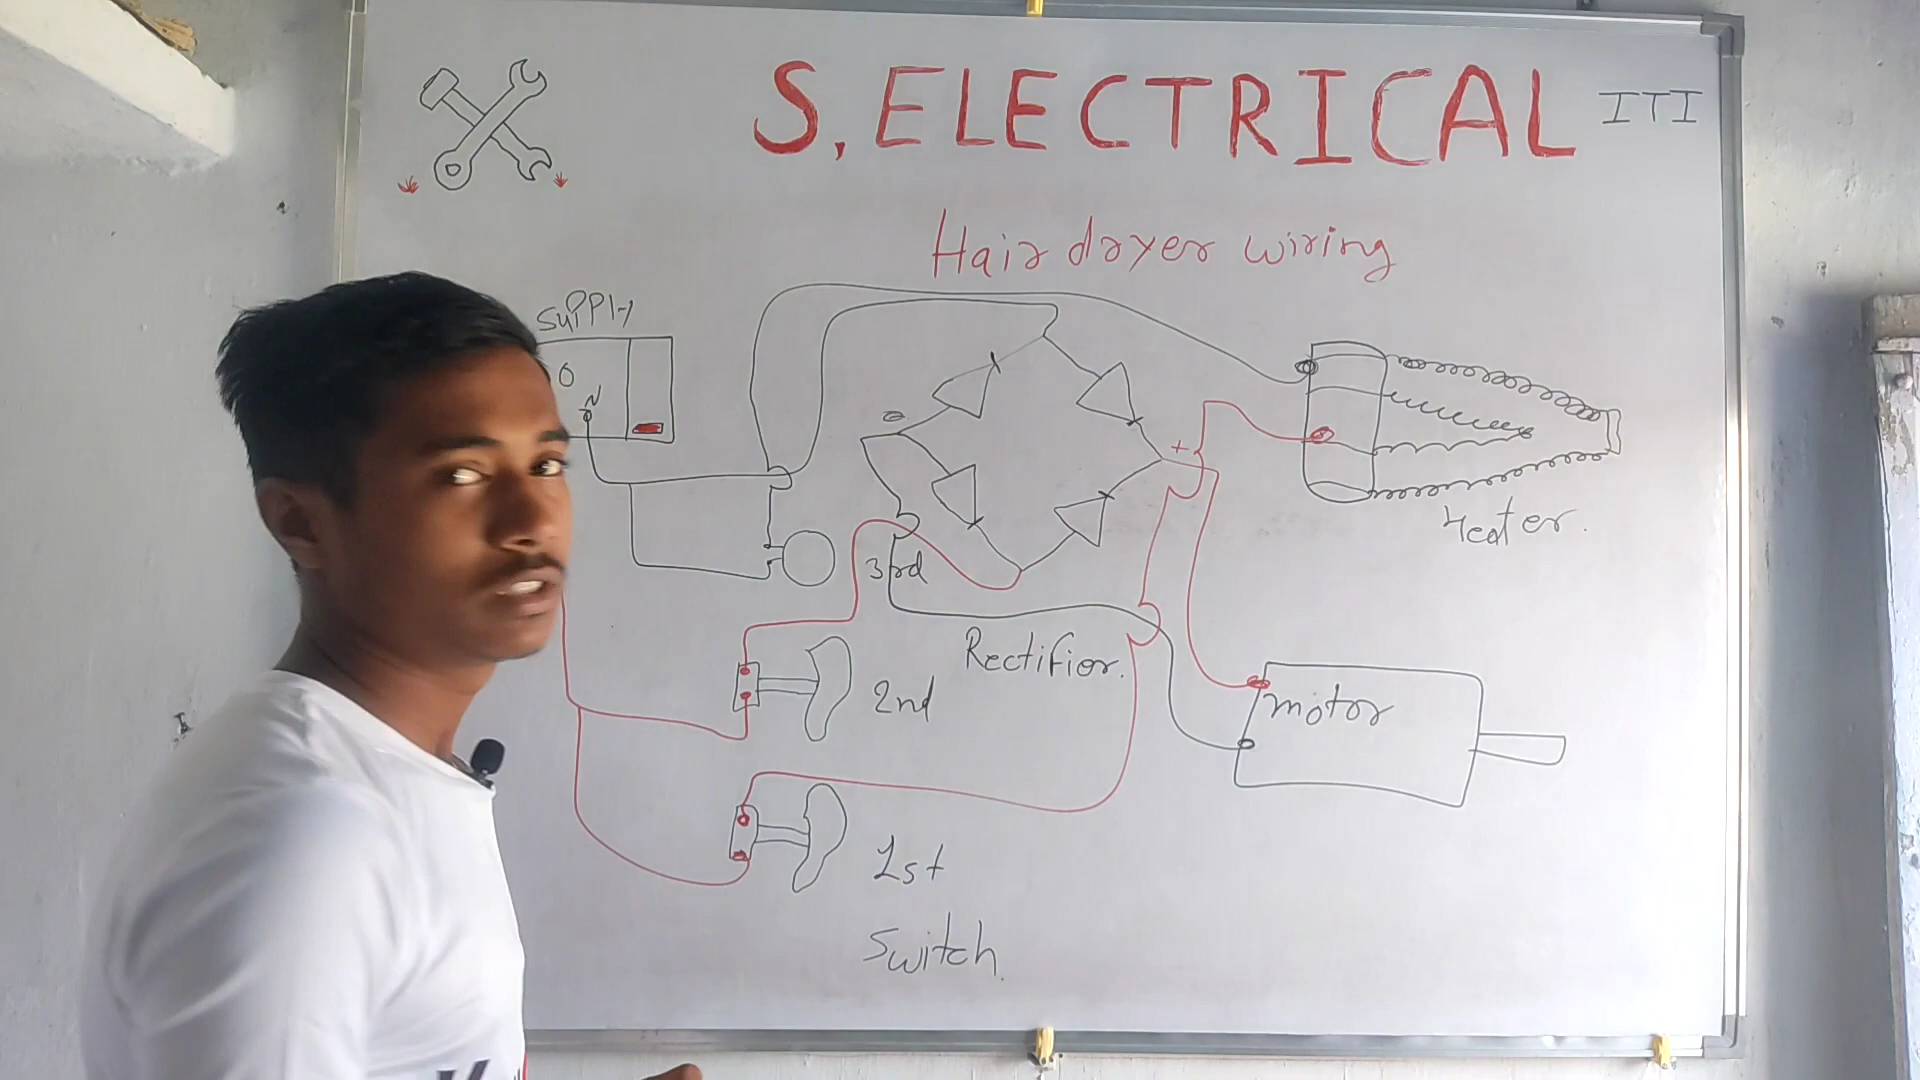 S. ELECTRICAL ITI
Hair dryer wiring
supply
O
N
-
+
Heater.
3rd
Rectifier.
2nd
motor
1st
Switch.